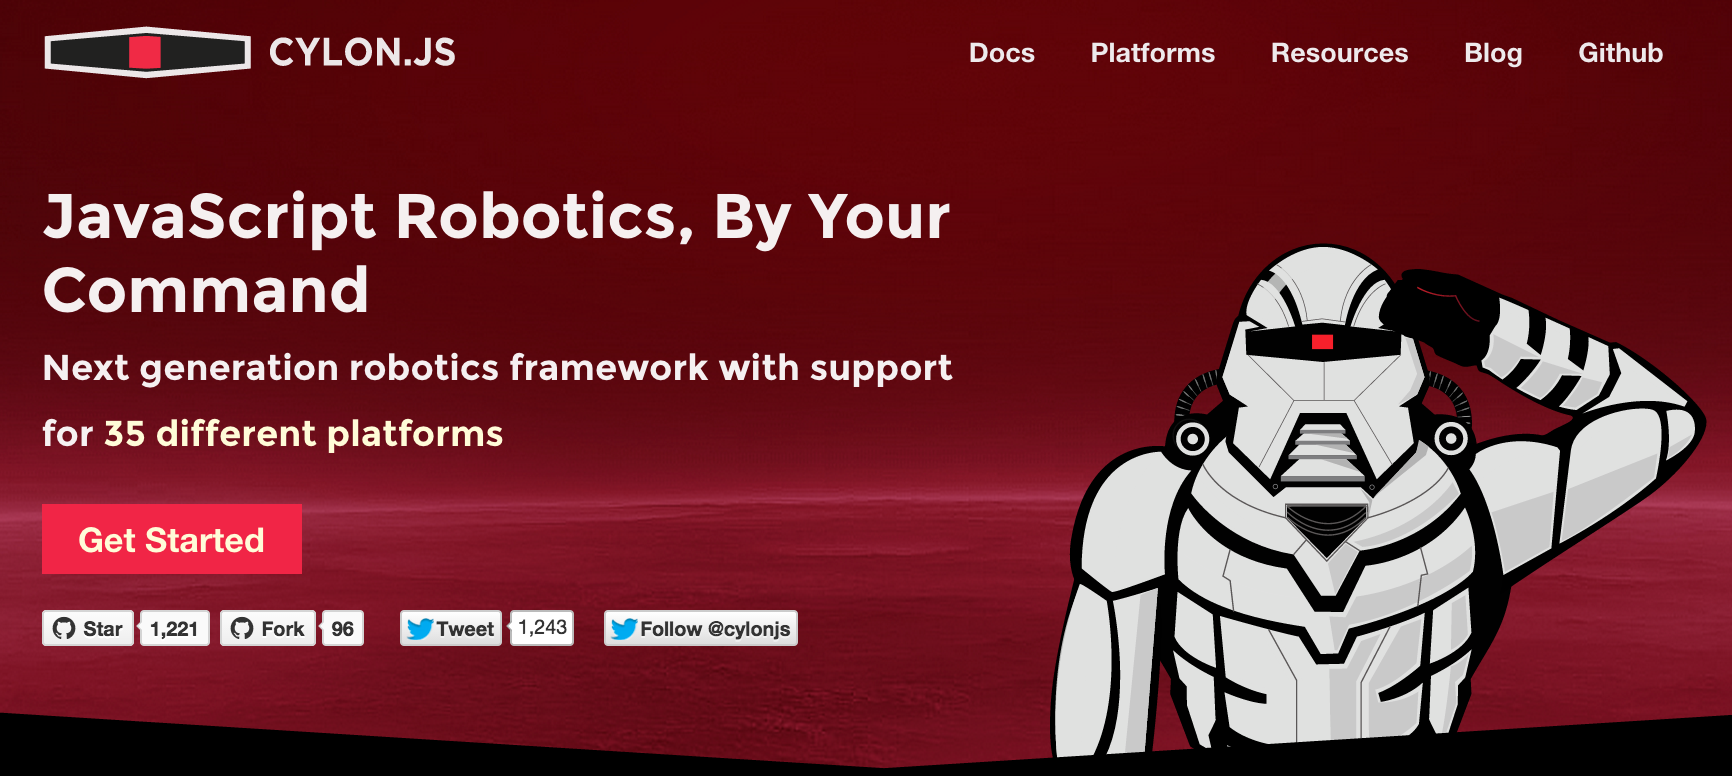 CYLON.JS
Docs Platforms Resources Blog Github
JavaScript Robotics, By Your
Command
Next generation robotics framework with support
for 35 different platforms
Get Started
Star 1,221 Fork 96 Tweet 1,243 Follow @cylonjs